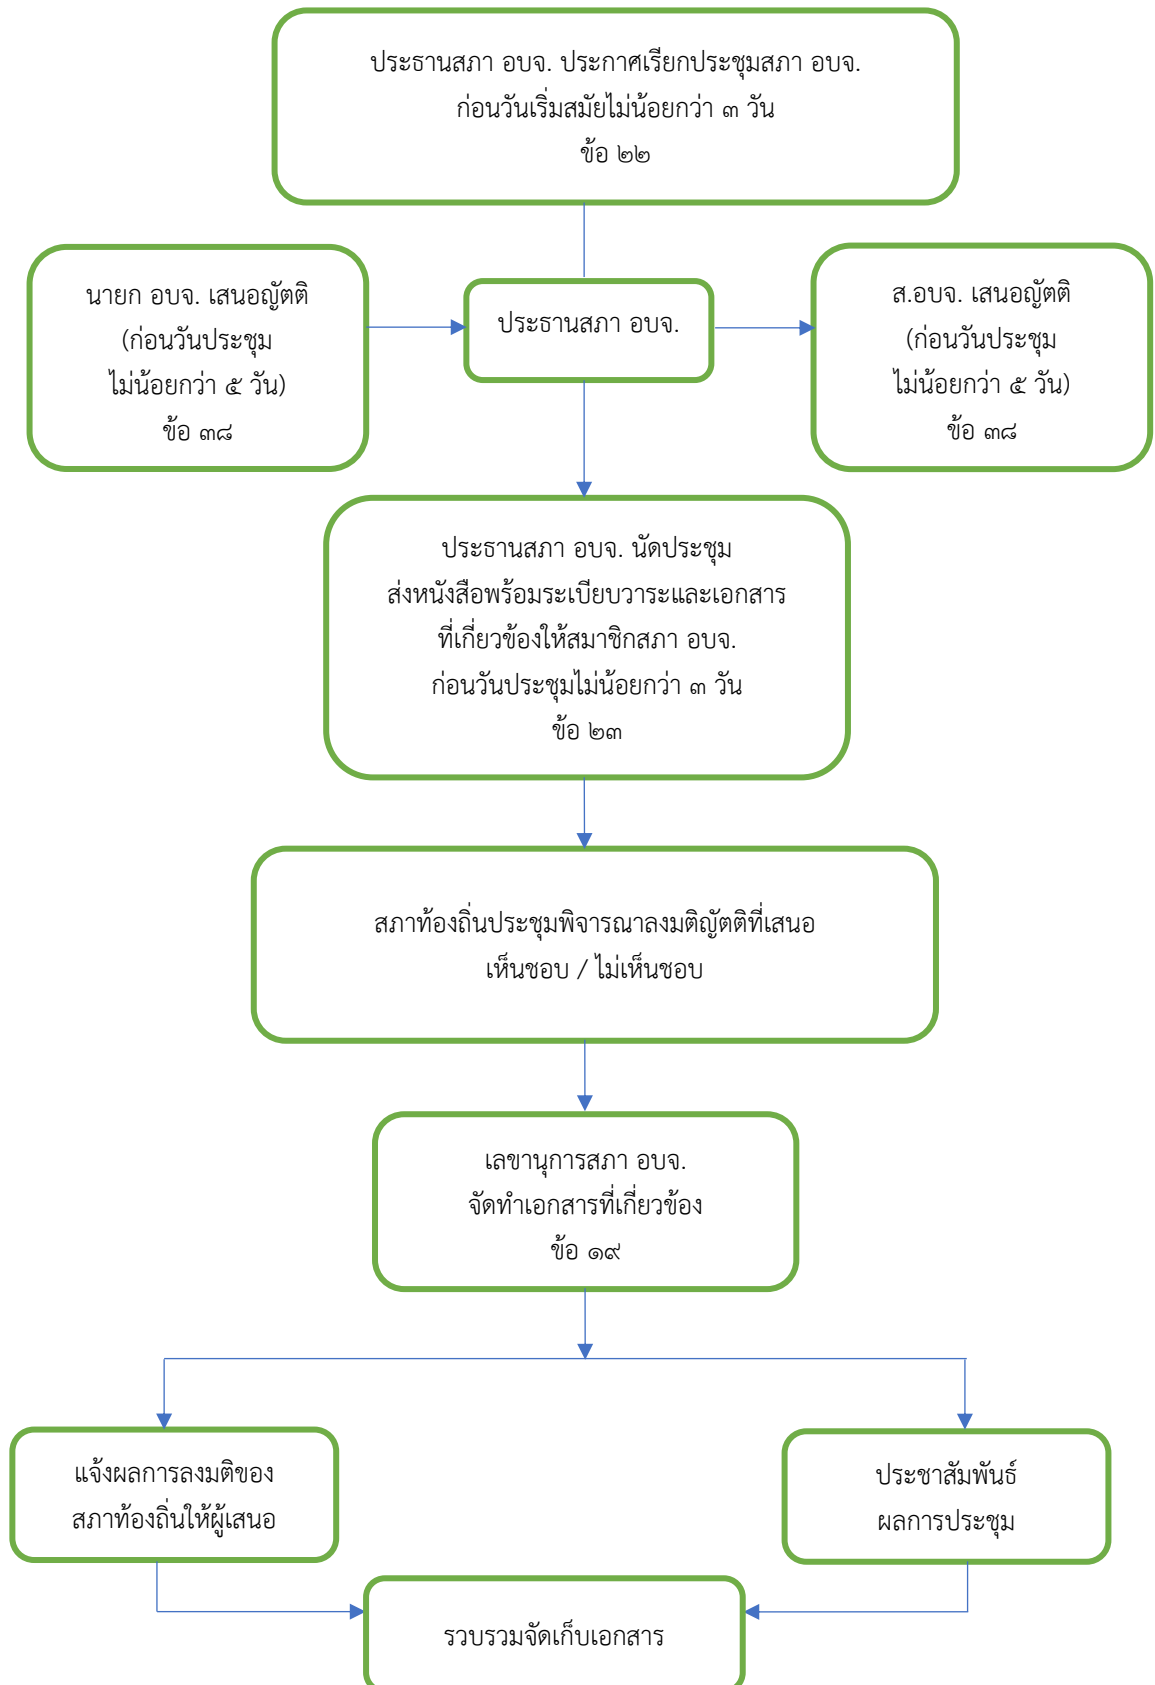 ประธานสภา อบจ. ประกาศเรียกประชุมสภา อบจ.
ก่อนวันเริ่มสมัยไม่น้อยกว่า ๓ วัน
ข้อ ๒๒
นายก อบจ. เสนอญัตติ
(ก่อนวันประชุม
ไม่น้อยกว่า ๕ วัน)
ข้อ ๓๘
ประธานสภา อบจ.
ส.อบจ. เสนอญัตติ
(ก่อนวันประชุม
ไม่น้อยกว่า ๕ วัน)
ข้อ ๓๘
ประธานสภา อบจ. นัดประชุม
ส่งหนังสือพร้อมระเบียบวาระและเอกสาร
ที่เกี่ยวข้องให้สมาชิกสภา อบจ.
ก่อนวันประชุมไม่น้อยกว่า ๓ วัน
ข้อ ๒๓
สภาท้องถิ่นประชุมพิจารณาลงมติญัตติที่เสนอ
เห็นชอบ / ไม่เห็นชอบ
เลขานุการสภา อบจ.
จัดทำเอกสารที่เกี่ยวข้อง
ข้อ ๑๙
แจ้งผลการลงมติของ
สภาท้องถิ่นให้ผู้เสนอ
ประชาสัมพันธ์
ผลการประชุม
รวบรวมจัดเก็บเอกสาร